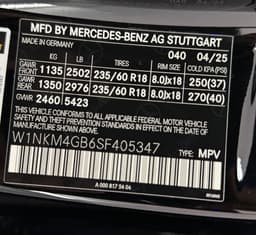 MFD BY MERCEDES-BENZ AG STUTTGART
MADE IN GERMANY 040 04/25
KG LB TIRES RIM SIZE COLD KPA(PSI)
GAWR FRONT 1135 2502 235/60 R18 8.0Jx18 250(37)
GAWR REAR 1350 2976 235/60 R18 8.0Jx18 270(40)
GVWR 2460 5423
THIS VEHICLE CONFORMS TO ALL APPLICABLE FEDERAL MOTOR VEHICLE
SAFETY AND THEFT PREVENTION STANDARDS IN EFFECT ON THE DATE OF
MANUFACTURE SHOWN ABOVE.
W1NKM4GB6SF405347 TYPE: MPV
A 000 817 56 04